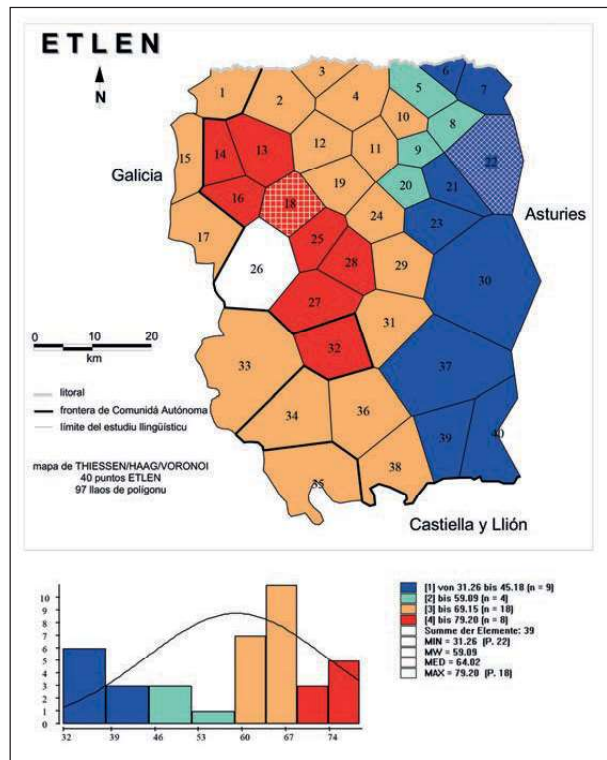 ETLEN
N
3
6
1
2
4
5
7
10
8
12
11
9
15
14
13
22
Galicia
19
20
21
16
18
24
Asturies
17
25
23
26
28
29
30
27
31
32
0 10 20
km
33
37
litoral
frontera de Comunidá Autónoma
34
36
límite del estudiu llingüísticu
39
40
mapa de THIESSEN/HAAG/VORONOI
40 puntos ETLEN
97 llaos de polígonu
35
38
Castiella y Llión
10
9
8
7
6
5
4
3
2
1
0
32 39 46 53 60 67 74
[1] von 31.26 bis 45.18 (n = 9)
[2] bis 59.09 (n = 4)
[3] bis 69.15 (n = 18)
[4] bis 79.20 (n = 8)
Summe der Elemente: 39
MIN = 31.26 (P. 22)
MW = 59.09
MED = 64.02
MAX = 79.20 (P. 18)